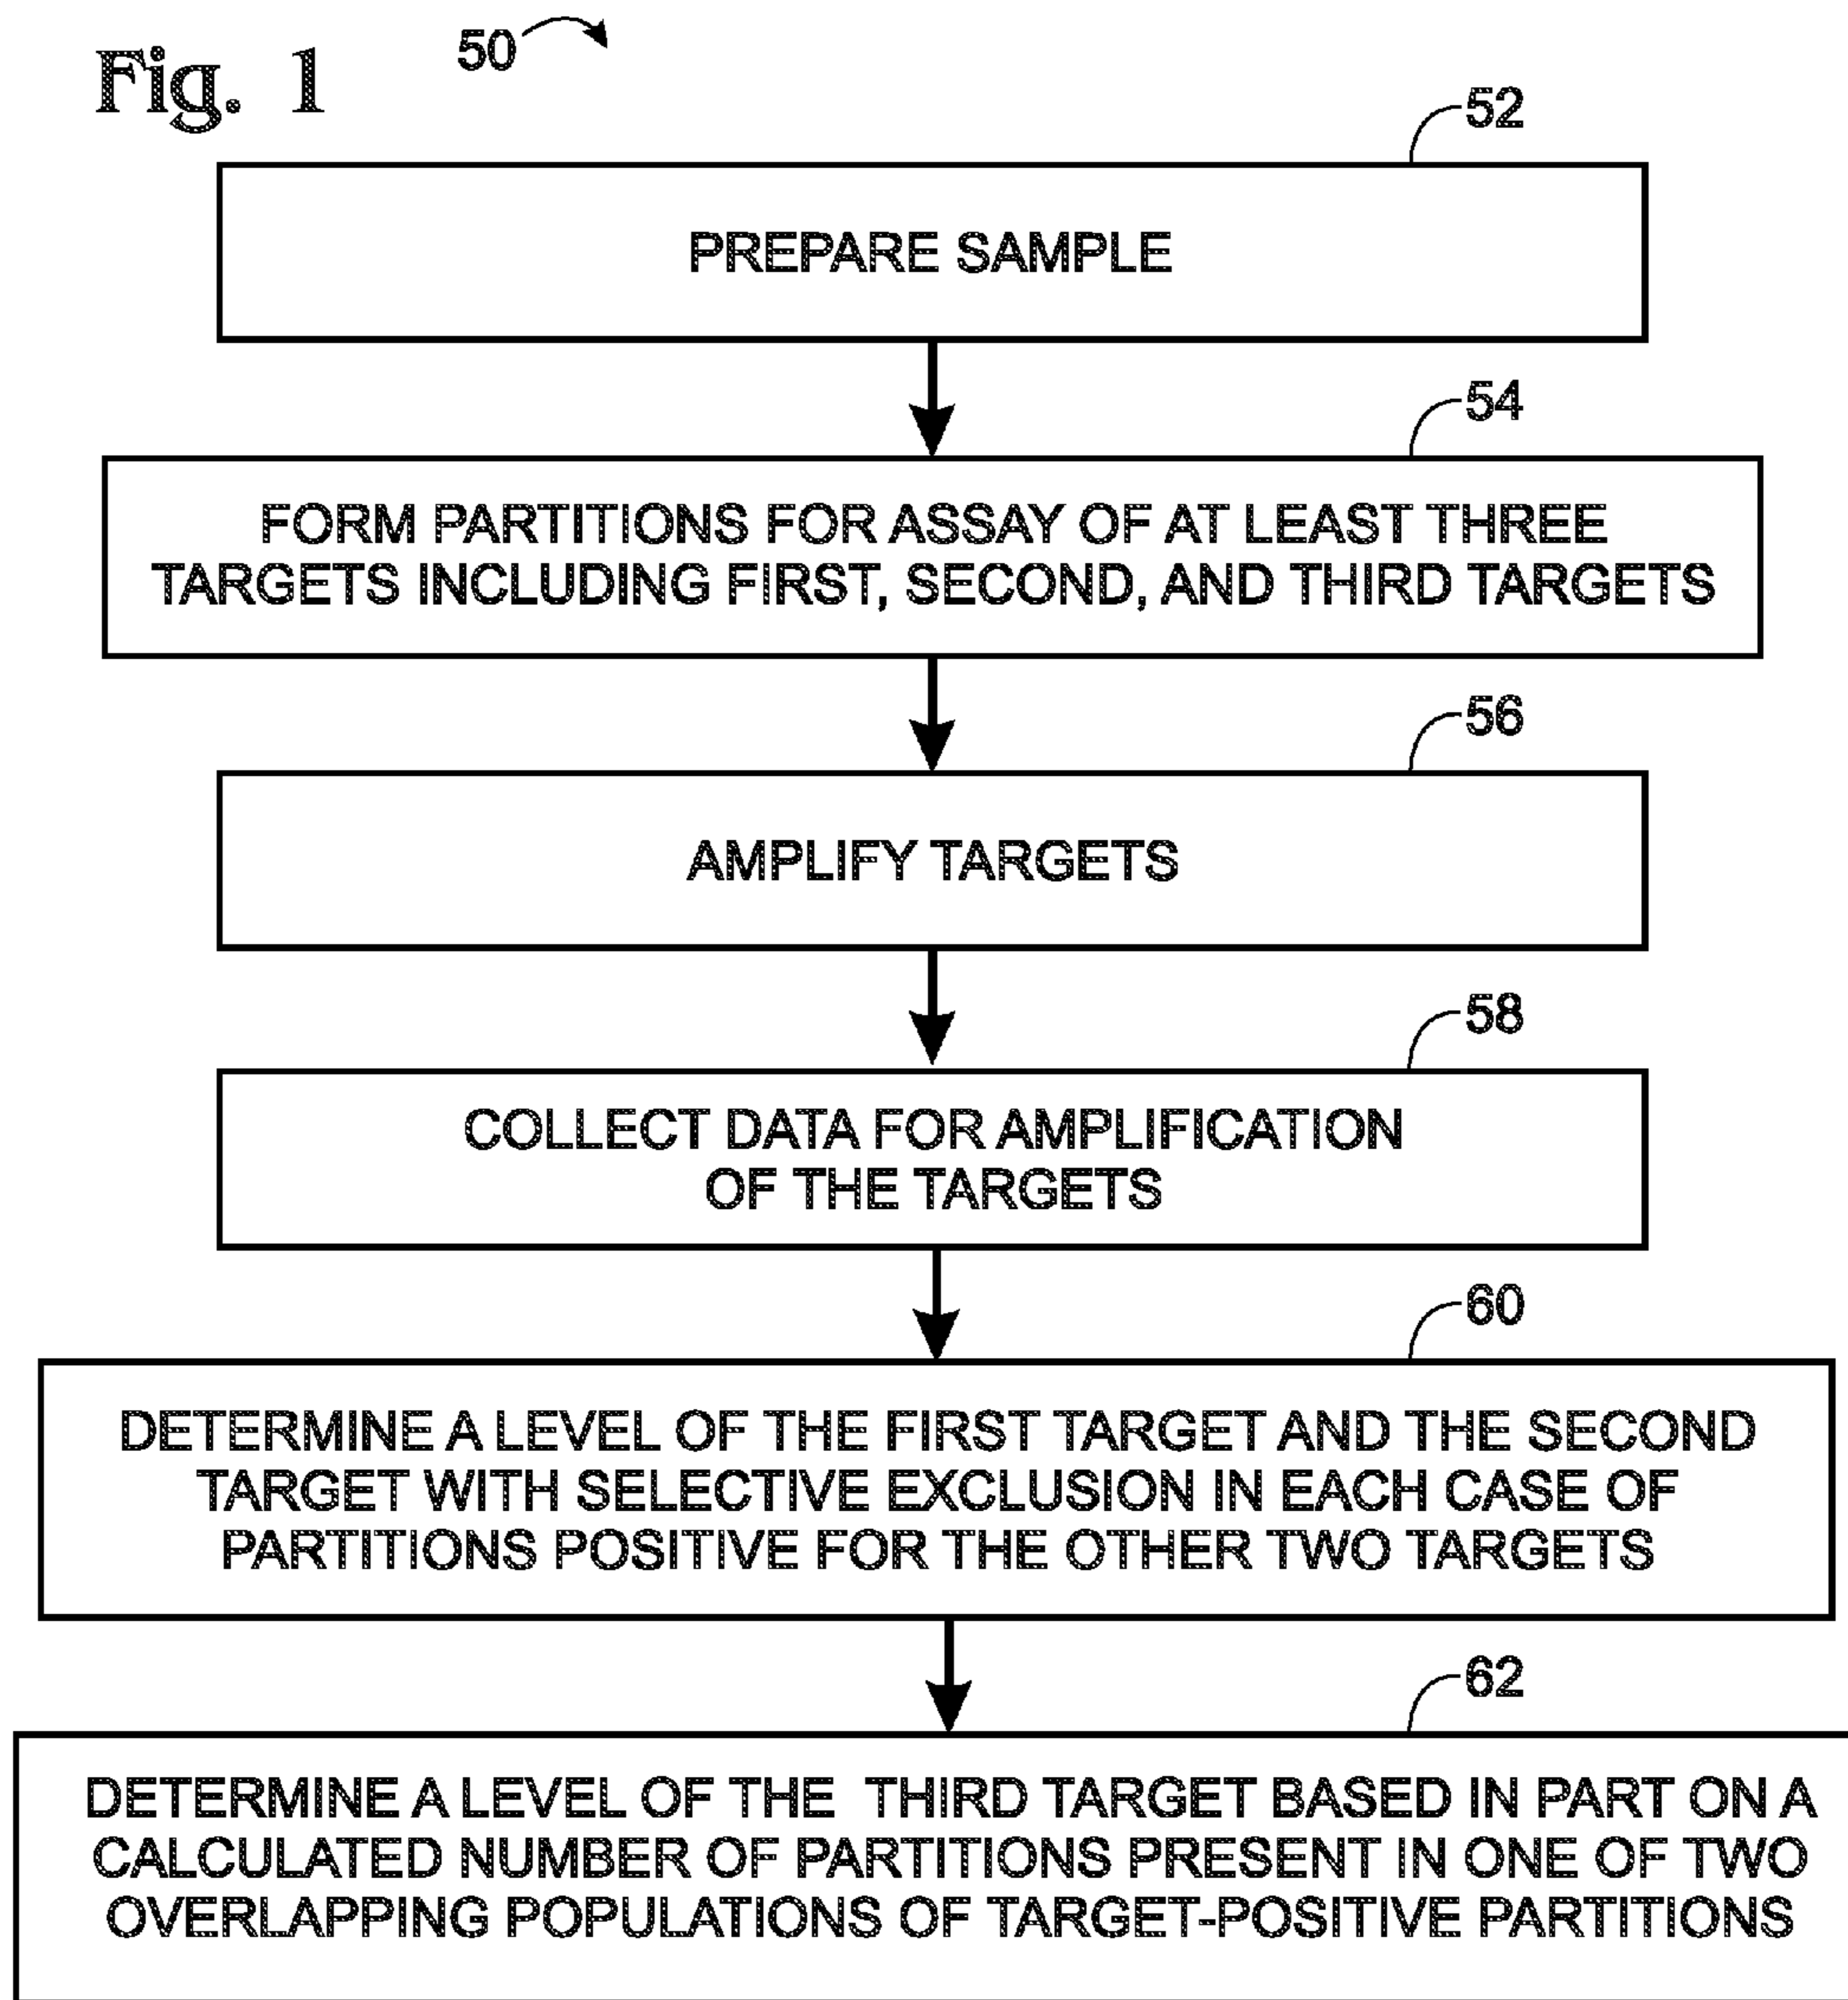 Fig. 1
50
52
PREPARE SAMPLE
54
FORM PARTITIONS FOR ASSAY OF AT LEAST THREE
TARGETS INCLUDING FIRST, SECOND, AND THIRD TARGETS
56
AMPLIFY TARGETS
58
COLLECT DATA FOR AMPLIFICATION
OF THE TARGETS
60
DETERMINE A LEVEL OF THE FIRST TARGET AND THE SECOND
TARGET WITH SELECTIVE EXCLUSION IN EACH CASE OF
PARTITIONS POSITIVE FOR THE OTHER TWO TARGETS
62
DETERMINE A LEVEL OF THE THIRD TARGET BASED IN PART ON A
CALCULATED NUMBER OF PARTITIONS PRESENT IN ONE OF TWO
OVERLAPPING POPULATIONS OF TARGET-POSITIVE PARTITIONS